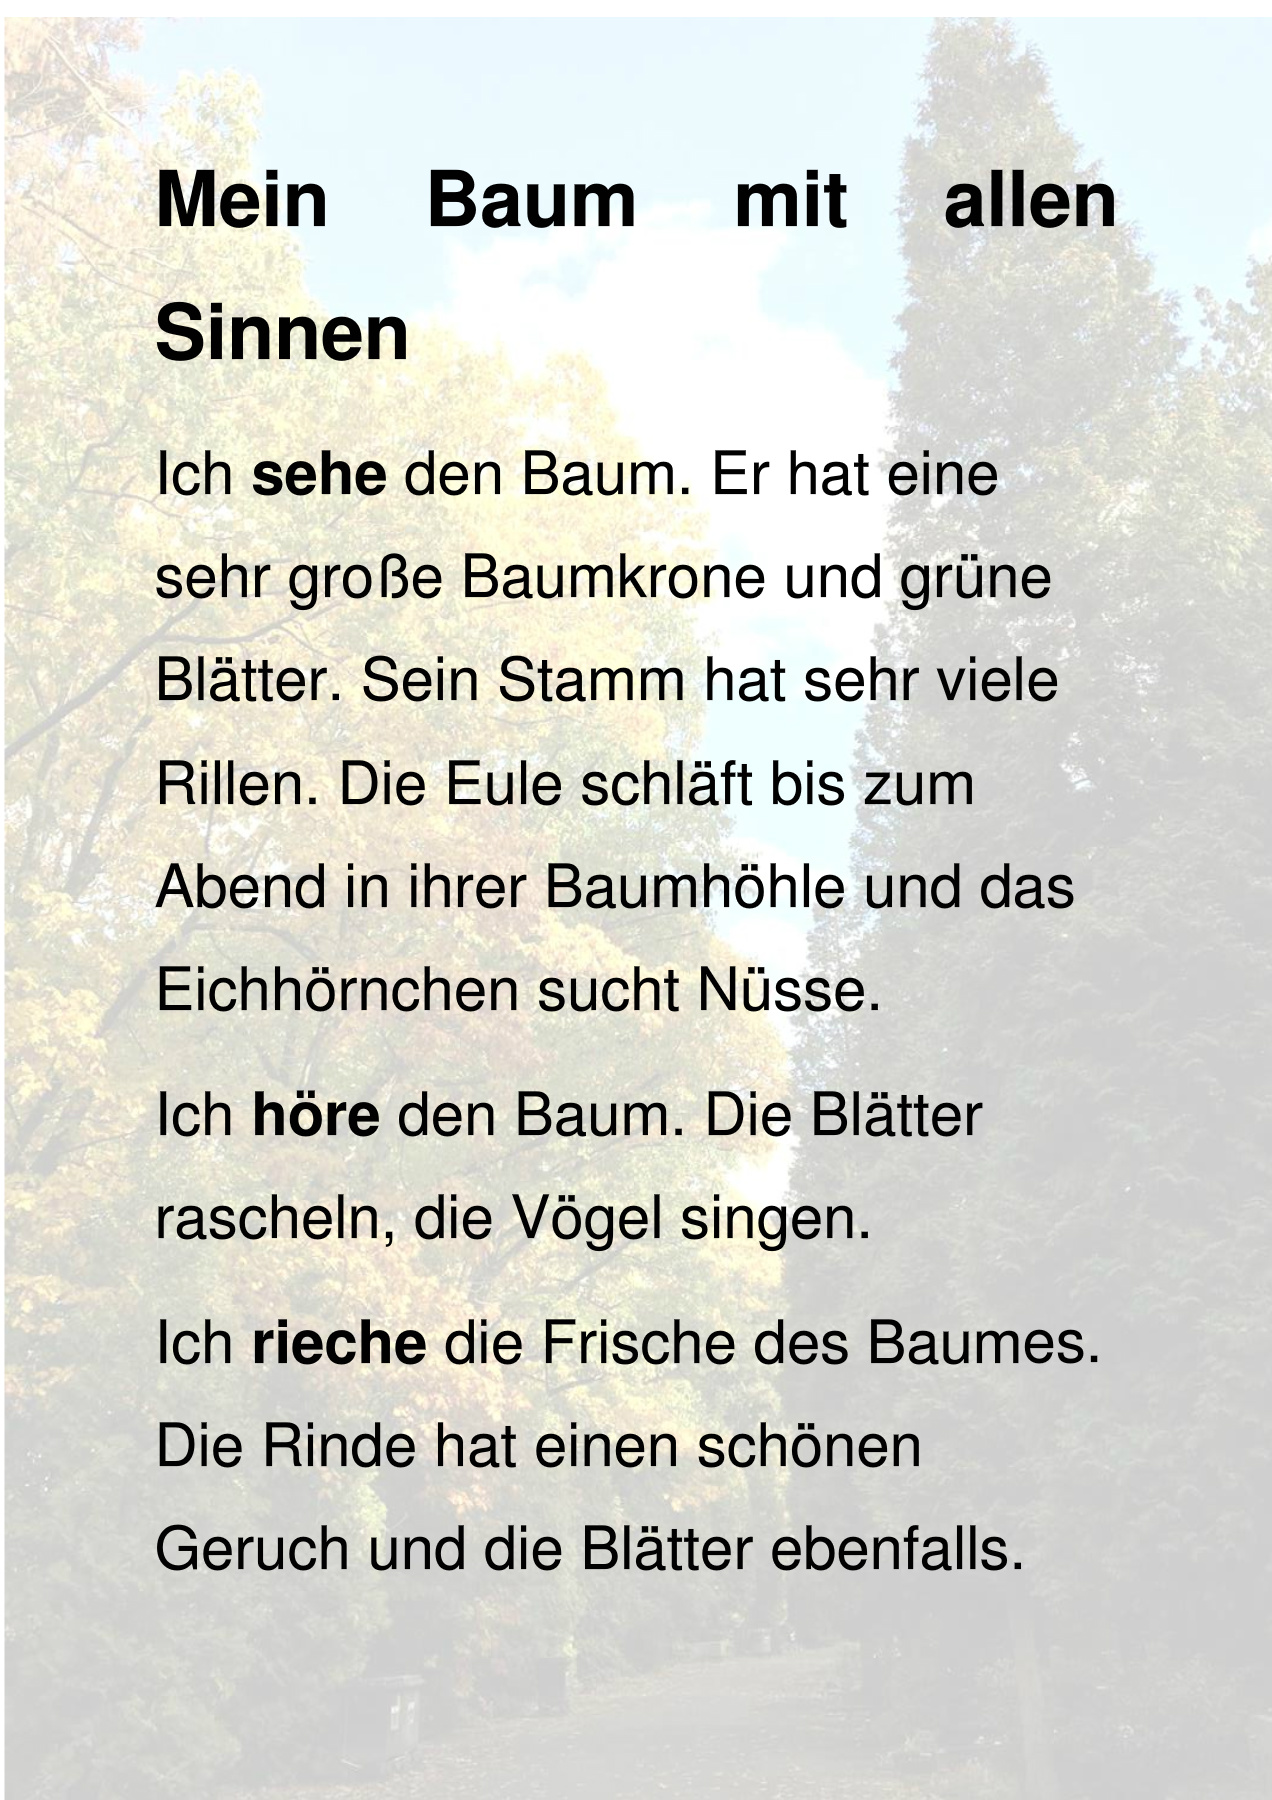 Mein Baum mit allen
Sinnen
Ich sehe den Baum. Er hat eine
sehr große Baumkrone und grüne
Blätter. Sein Stamm hat sehr viele
Rillen. Die Eule schläft bis zum
Abend in ihrer Baumhöhle und das
Eichhörnchen sucht Nüsse.
Ich höre den Baum. Die Blätter
rascheln, die Vögel singen.
Ich rieche die Frische des Baumes.
Die Rinde hat einen schönen
Geruch und die Blätter ebenfalls.